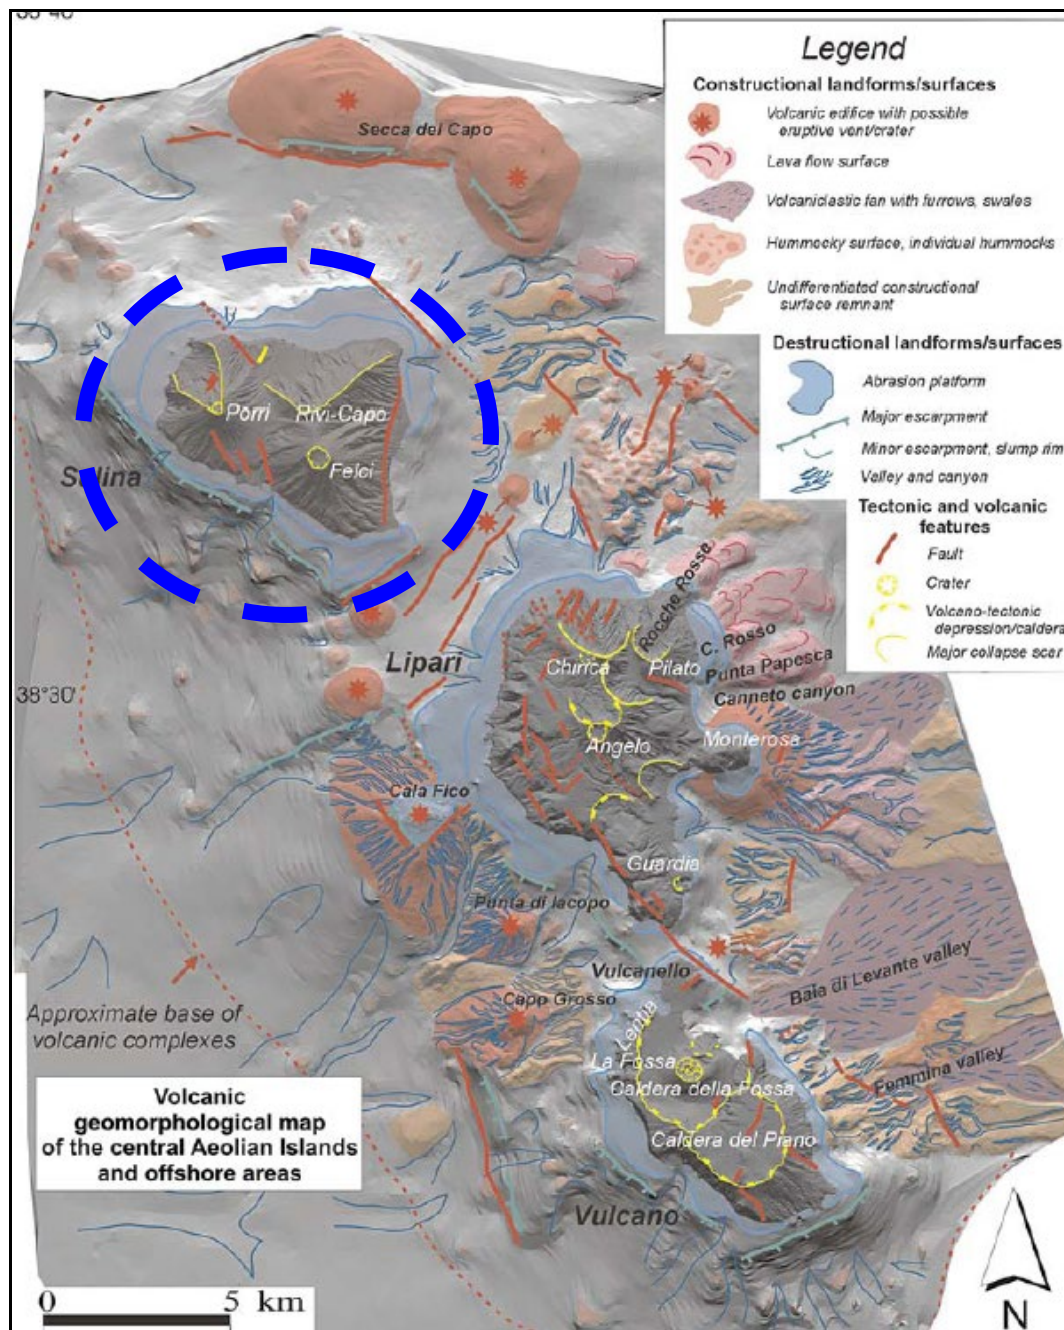 Legend
Constructional landforms/surfaces
Volcanic edifice with possible
eruptive vent/crater
Lava flow surface
Volcaniclastic fan with furrows, swales
Hummocky surface, individual hummocks
Undifferentiated constructional
surface remnant
Destructional landforms/surfaces
Abrasion platform
Major escarpment
Minor escarpment, slump rim
Valley and canyon
Tectonic and volcanic
features
Fault
Crater
Volcano-tectonic
depression/caldera
Major collapse scar
Secca del Capo
Porri
Rivi-Capo
Felci
Salina
Rocche Rosse
C. Rosso
Lipari
Chirica
Pilato
Punta Papesca
Canneto canyon
38°30'
Angelo
Monterosa
Cala Fico
Guardia
Punta di Iacopo
Vulcanello
Baia di Levante valley
Capp Grosso
Approximate base of
volcanic complexes
Lentia
La Fossa
Caldera della Fossa
Femmina valley
Caldera del Piano
Volcanic
geomorphological map
of the central Aeolian Islands
and offshore areas
Vulcano
0 5 km
N